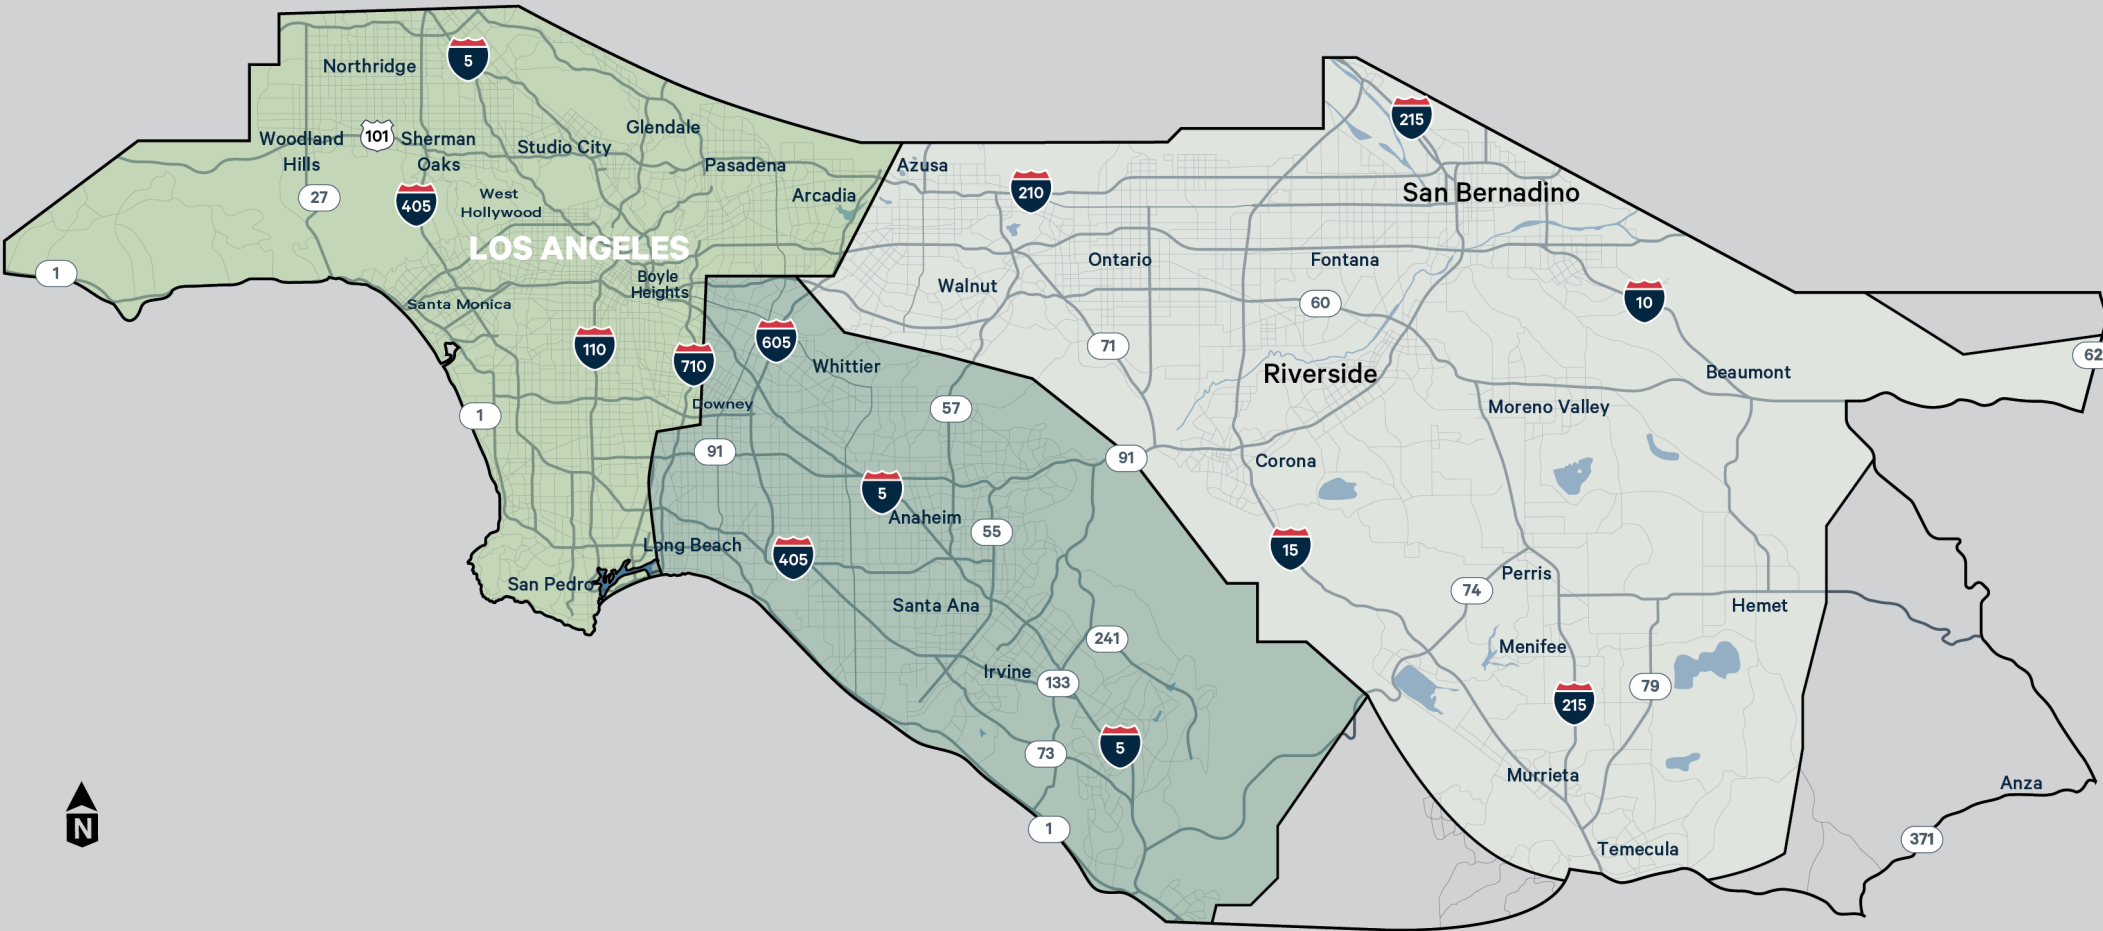 5
Northridge
215
Glendale
101
Woodland
Hills
Sherman
Oaks
Studio City
Pasadena
Azusa
27
405
West
Hollywood
Arcadia
210
San Bernadino
LOS ANGELES
1
Boyle
Heights
Ontario
Fontana
Walnut
Santa Monica
60
10
110
710
605
Whittier
71
62
Riverside
Beaumont
1
Downey
57
Moreno Valley
91
91
Corona
5
Anaheim
55
Long Beach
405
15
San Pedro
Perris
74
Santa Ana
Hemet
241
Menifee
Irvine
133
79
215
73
5
Murrieta
Anza
N
1
371
Temecula